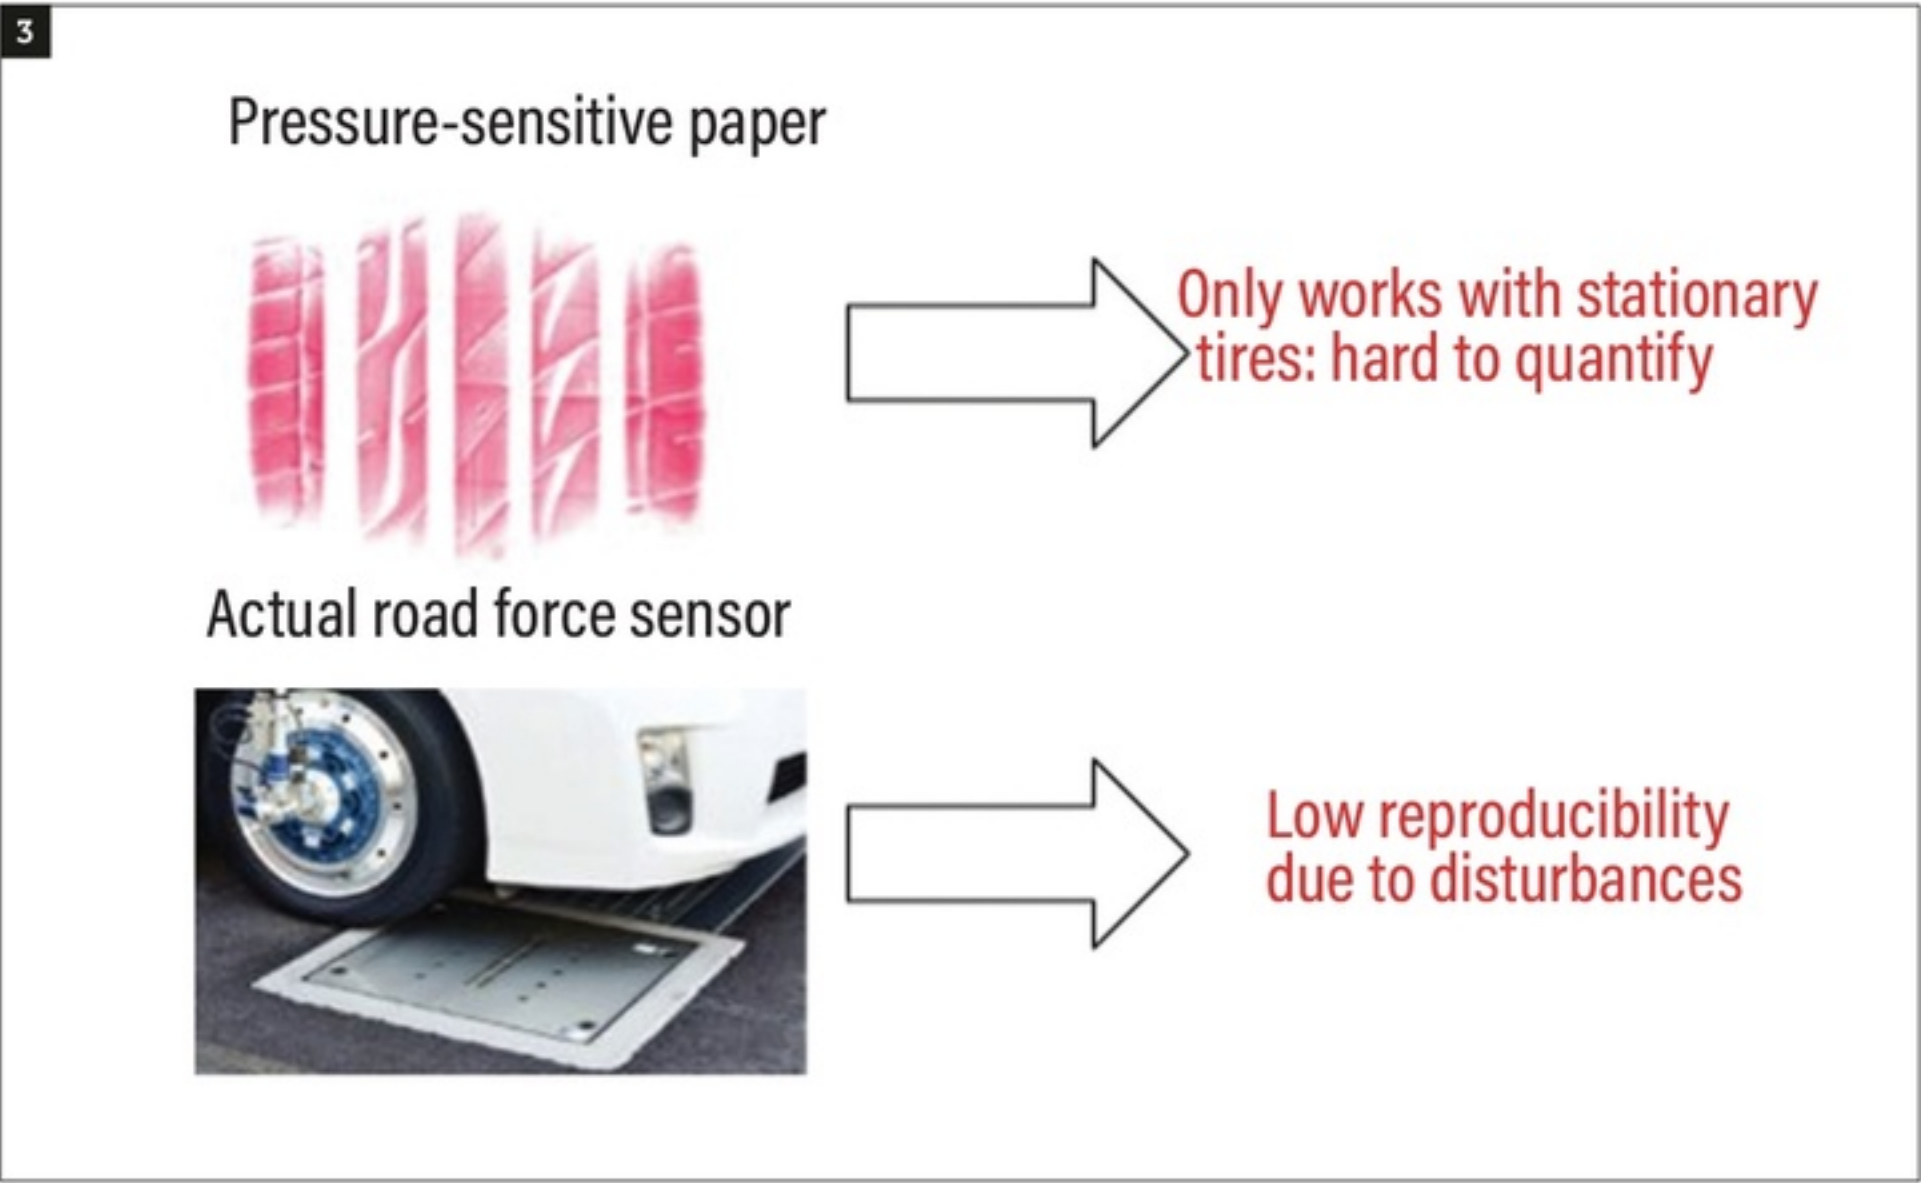 3
Pressure-sensitive paper
Only works with stationary
tires: hard to quantify
Actual road force sensor
Low reproducibility
due to disturbances